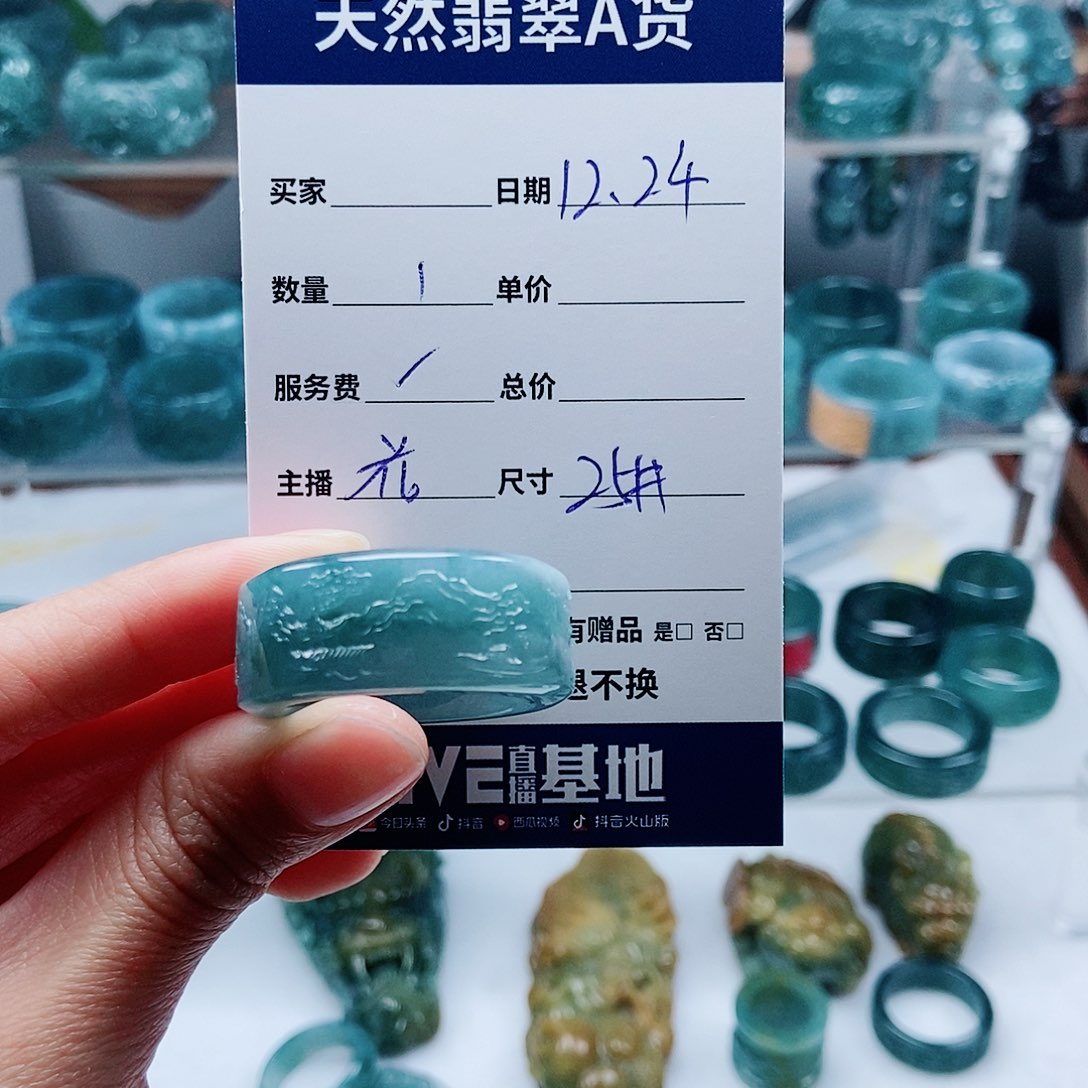 天然翡翠A货
买家 日期 12.24
数量 1 单价
服务费 / 总价
主播 花 尺寸 25#
有赠品 是□ 否□
退不换
VE直播基地
今日头条 抖音 西瓜视频 抖音火山版